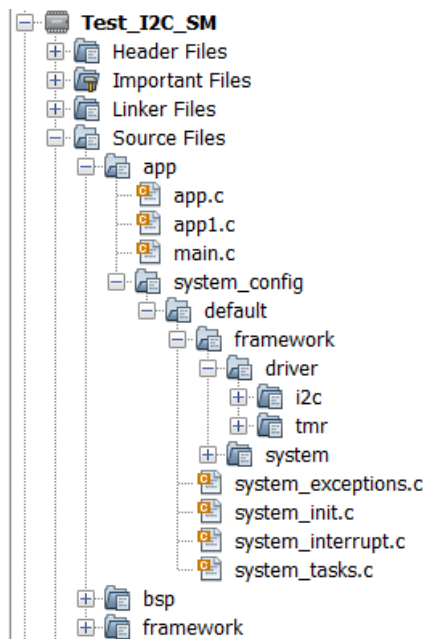 Test_I2C_SM
Header Files
Important Files
Linker Files
Source Files
app
app.c
app1.c
main.c
system_config
default
framework
driver
i2c
tmr
system
system_exceptions.c
system_init.c
system_interrupt.c
system_tasks.c
bsp
framework